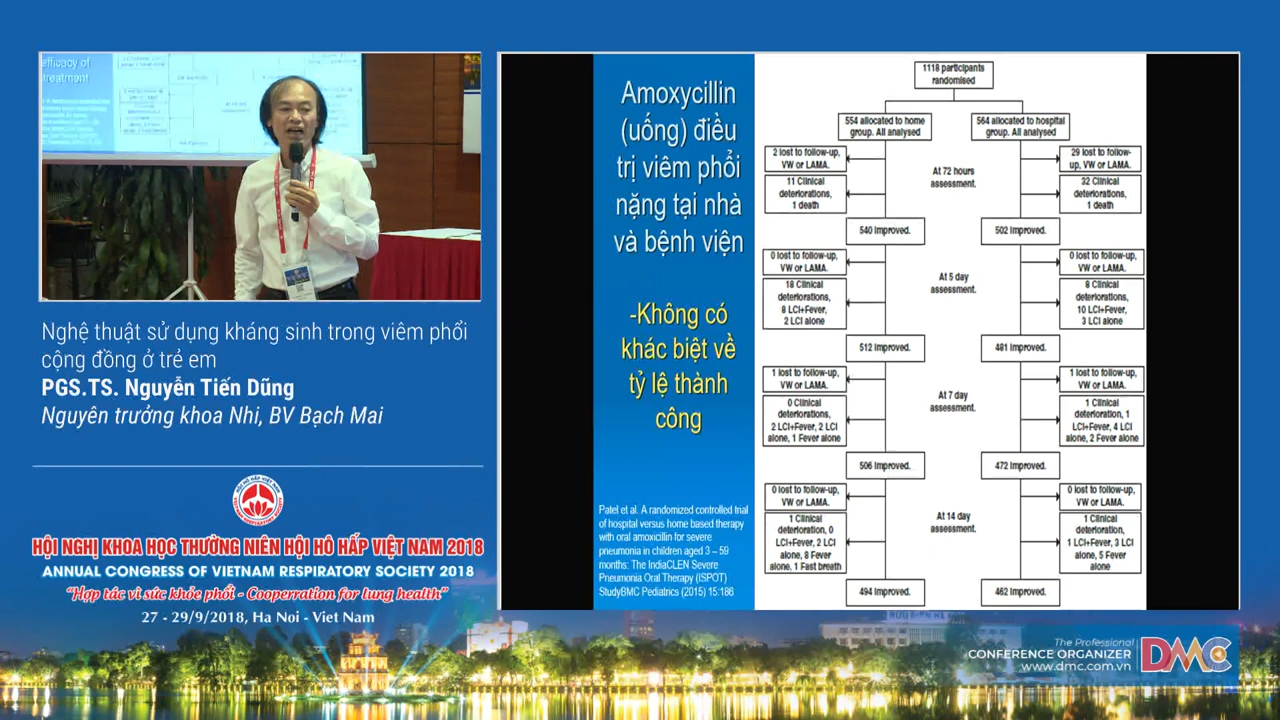 efficacy of
treatment
Nghệ thuật sử dụng kháng sinh trong viêm phổi
cộng đồng ở trẻ em
PGS.TS. Nguyễn Tiến Dũng
Nguyên trưởng khoa Nhi, BV Bạch Mai
HỘI HÔ HẤP VIỆT NAM
VIETNAM RESPIRATORY SOCIETY
HỘI NGHỊ KHOA HỌC THƯỜNG NIÊN HỘI HÔ HẤP VIỆT NAM 2018
ANNUAL CONGRESS OF VIETNAM RESPIRATORY SOCIETY 2018
"Hợp tác vì sức khỏe phổi - Cooperration for lung health"
27 - 29/9/2018, Ha Noi - Viet Nam
Amoxycillin
(uống) điều
trị viêm phổi
nặng tại nhà
và bệnh viện
-Không có
khác biệt về
tỷ lệ thành
công
Patel et al. A randomized controlled trial
of hospital versus home based therapy
with oral amoxicillin for severe
pneumonia in children aged 3 – 59
months: The IndiaCLEN Severe
Pneumonia Oral Therapy (ISPOT)
StudyBMC Pediatrics (2015) 15:186
1118 participants
randomised
554 allocated to home
group. All analysed
564 allocated to hospital
group. All analysed
2 lost to follow-up,
VW or LAMA.
11 Clinical
deteriorations,
1 death
At 72 hours
assessment.
29 lost to follow-
up, VW or LAMA.
32 Clinical
deteriorations,
1 death
540 Improved.
502 Improved.
0 lost to follow-up,
VW or LAMA.
18 Clinical
deteriorations,
8 LCI+Fever,
2 LCI alone
At 5 day
assessment.
0 lost to follow-up,
VW or LAMA.
8 Clinical
deteriorations,
10 LCI+Fever,
3 LCI alone
512 Improved.
481 Improved.
1 lost to follow-up,
VW or LAMA.
0 Clinical
deteriorations,
2 LCI+Fever, 2 LCI
alone, 1 Fever alone
At 7 day
assessment.
1 lost to follow-up,
VW or LAMA.
1 Clinical
deterioration, 1
LCI+Fever, 4 LCI
alone, 2 Fever alone
506 Improved.
472 Improved.
0 lost to follow-up,
VW or LAMA.
1 Clinical
deterioration, 0
LCI+Fever, 2 LCI
alone, 8 Fever
alone, 1 Fast breath
At 14 day
assessment.
0 lost to follow-up,
VW or LAMA.
1 Clinical
deterioration,
1 LCI+Fever, 3 LCI
alone, 5 Fever
alone
494 Improved.
462 Improved.
The Professional
CONFERENCE ORGANIZER
www.dmc.com.vn
DMC